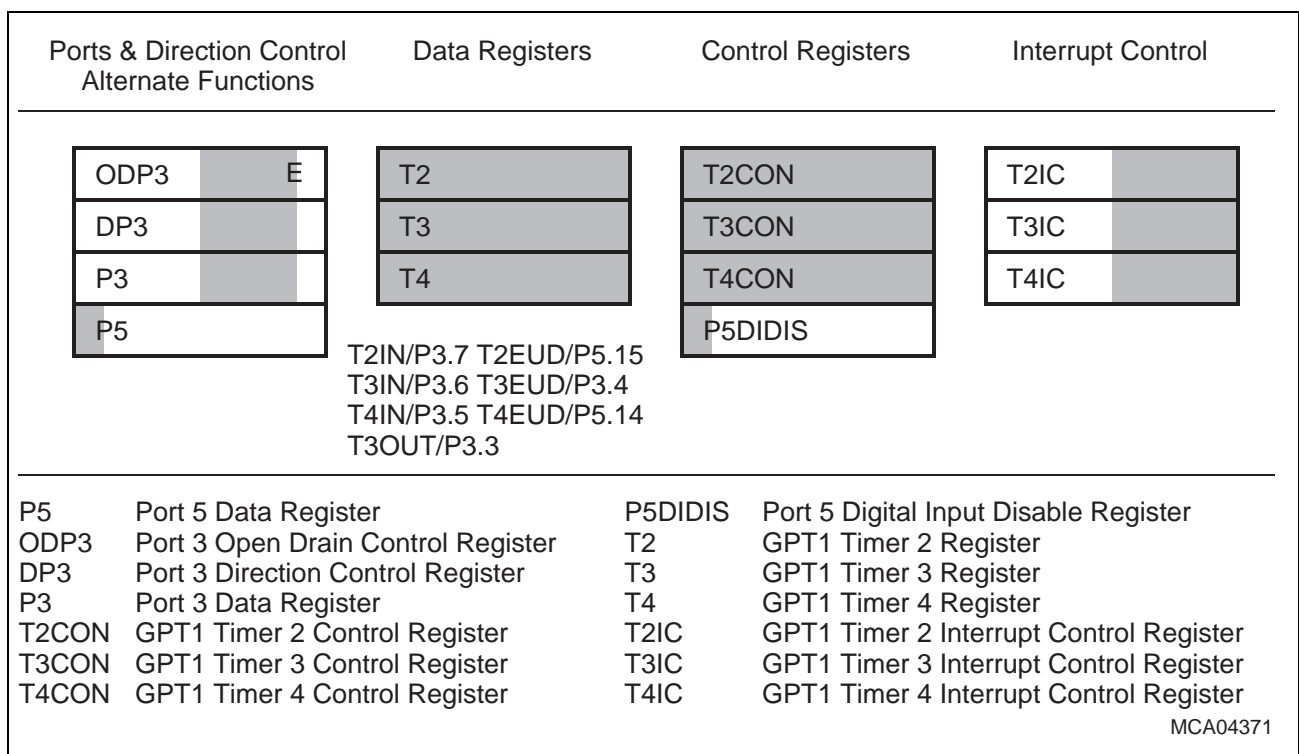 Ports & Direction Control Alternate Functions
Data Registers
Control Registers
Interrupt Control
ODP3 E
DP3
P3
P5
T2
T3
T4
T2CON
T3CON
T4CON
P5DIDIS
T2IC
T3IC
T4IC
T2IN/P3.7 T2EUD/P5.15
T3IN/P3.6 T3EUD/P3.4
T4IN/P3.5 T4EUD/P5.14
T3OUT/P3.3
P5 Port 5 Data Register
ODP3 Port 3 Open Drain Control Register
DP3 Port 3 Direction Control Register
P3 Port 3 Data Register
T2CON GPT1 Timer 2 Control Register
T3CON GPT1 Timer 3 Control Register
T4CON GPT1 Timer 4 Control Register
P5DIDIS Port 5 Digital Input Disable Register
T2 GPT1 Timer 2 Register
T3 GPT1 Timer 3 Register
T4 GPT1 Timer 4 Register
T2IC GPT1 Timer 2 Interrupt Control Register
T3IC GPT1 Timer 3 Interrupt Control Register
T4IC GPT1 Timer 4 Interrupt Control Register
MCA04371